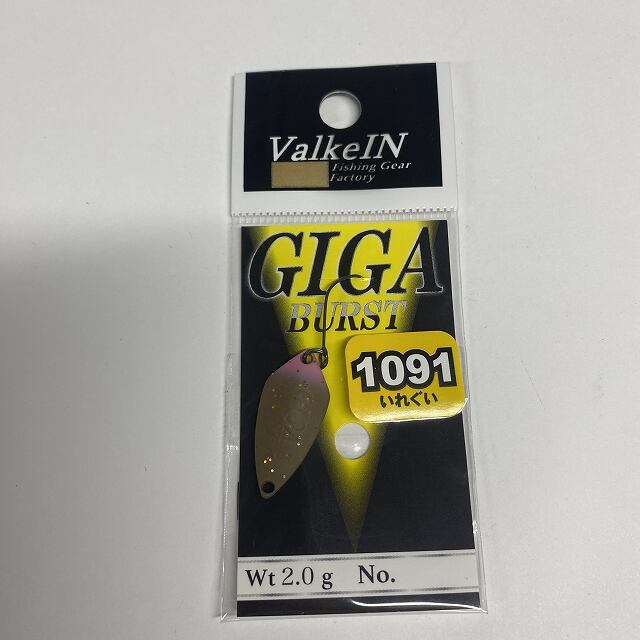 ValkeIN
Fishing Gear
Factory
GIGA
BURST
1091
いれぐい
Wt 2.0 g No.